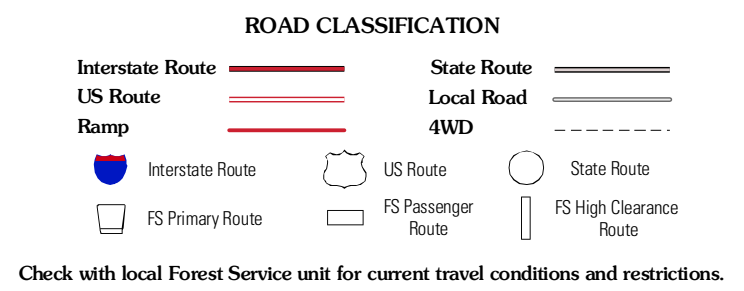 ROAD CLASSIFICATION
Interstate Route
State Route
US Route
Local Road
Ramp
4WD
Interstate Route
US Route
State Route
FS Primary Route
FS Passenger
Route
FS High Clearance
Route
Check with local Forest Service unit for current travel conditions and restrictions.